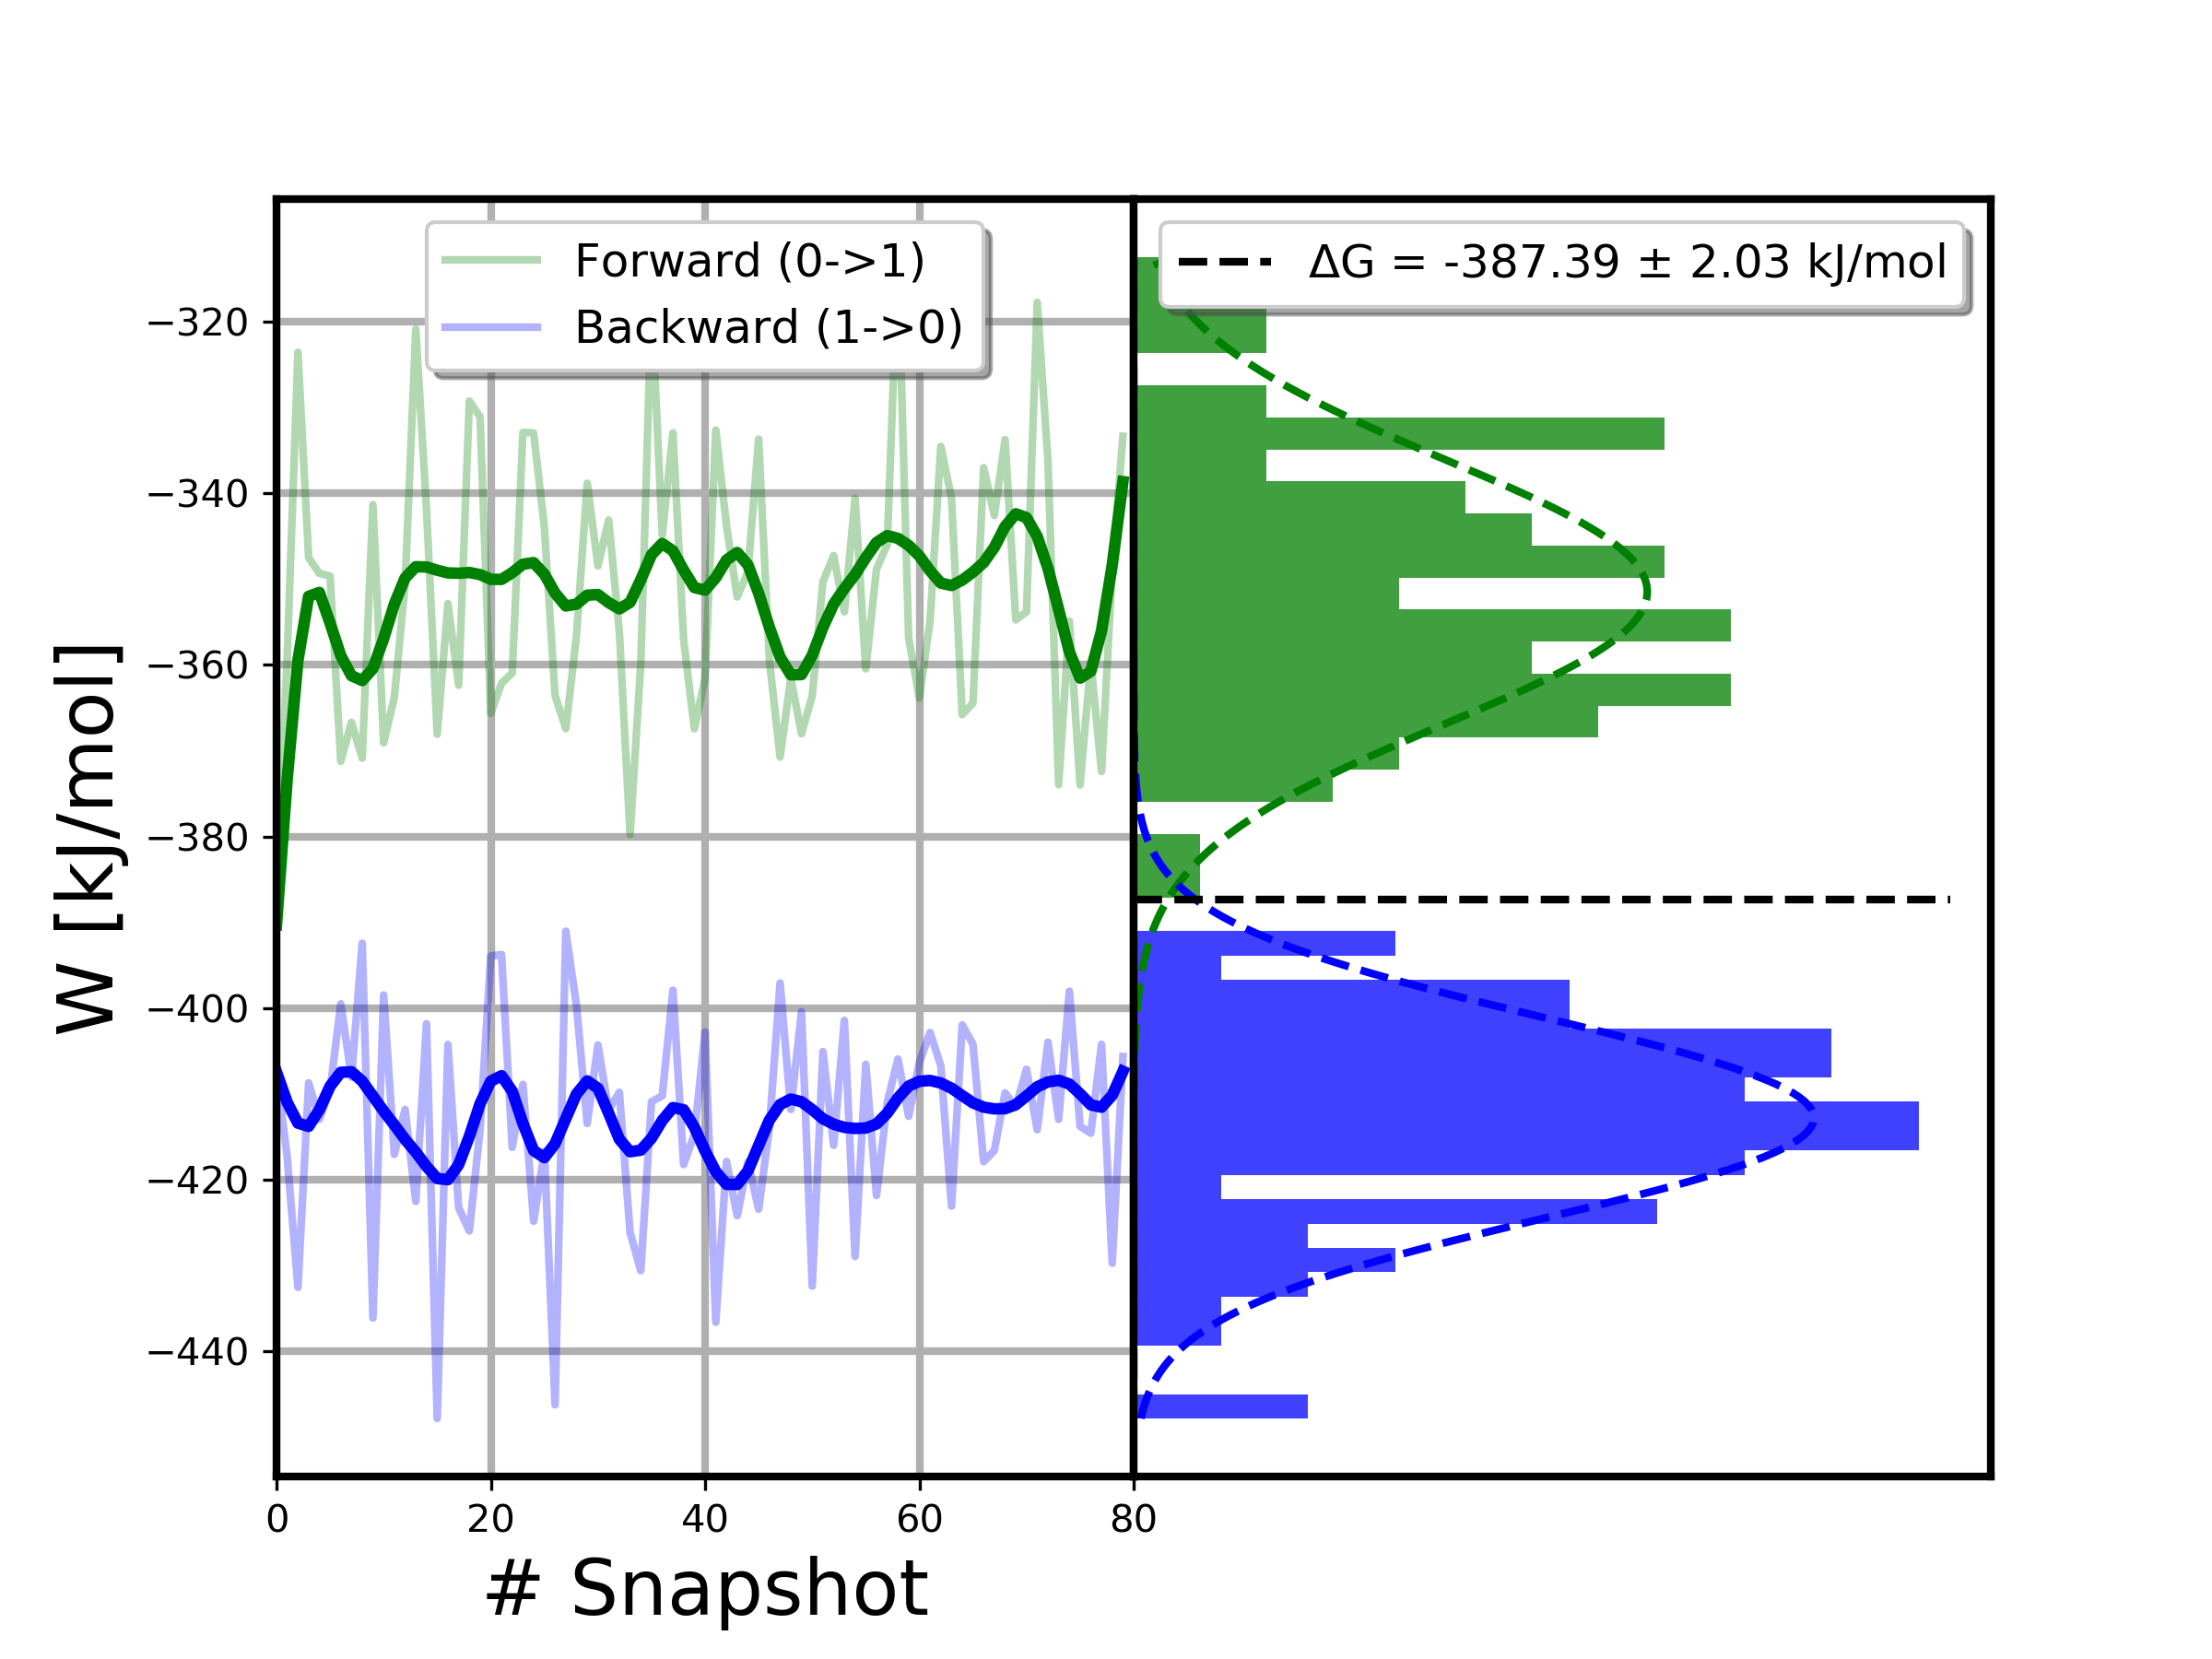 Forward (0->1)
Backward (1->0)
ΔG = -387.39 ± 2.03 kJ/mol
W [kJ/mol]
−320
−340
−360
−380
−400
−420
−440
0 20 40 60 80
# Snapshot